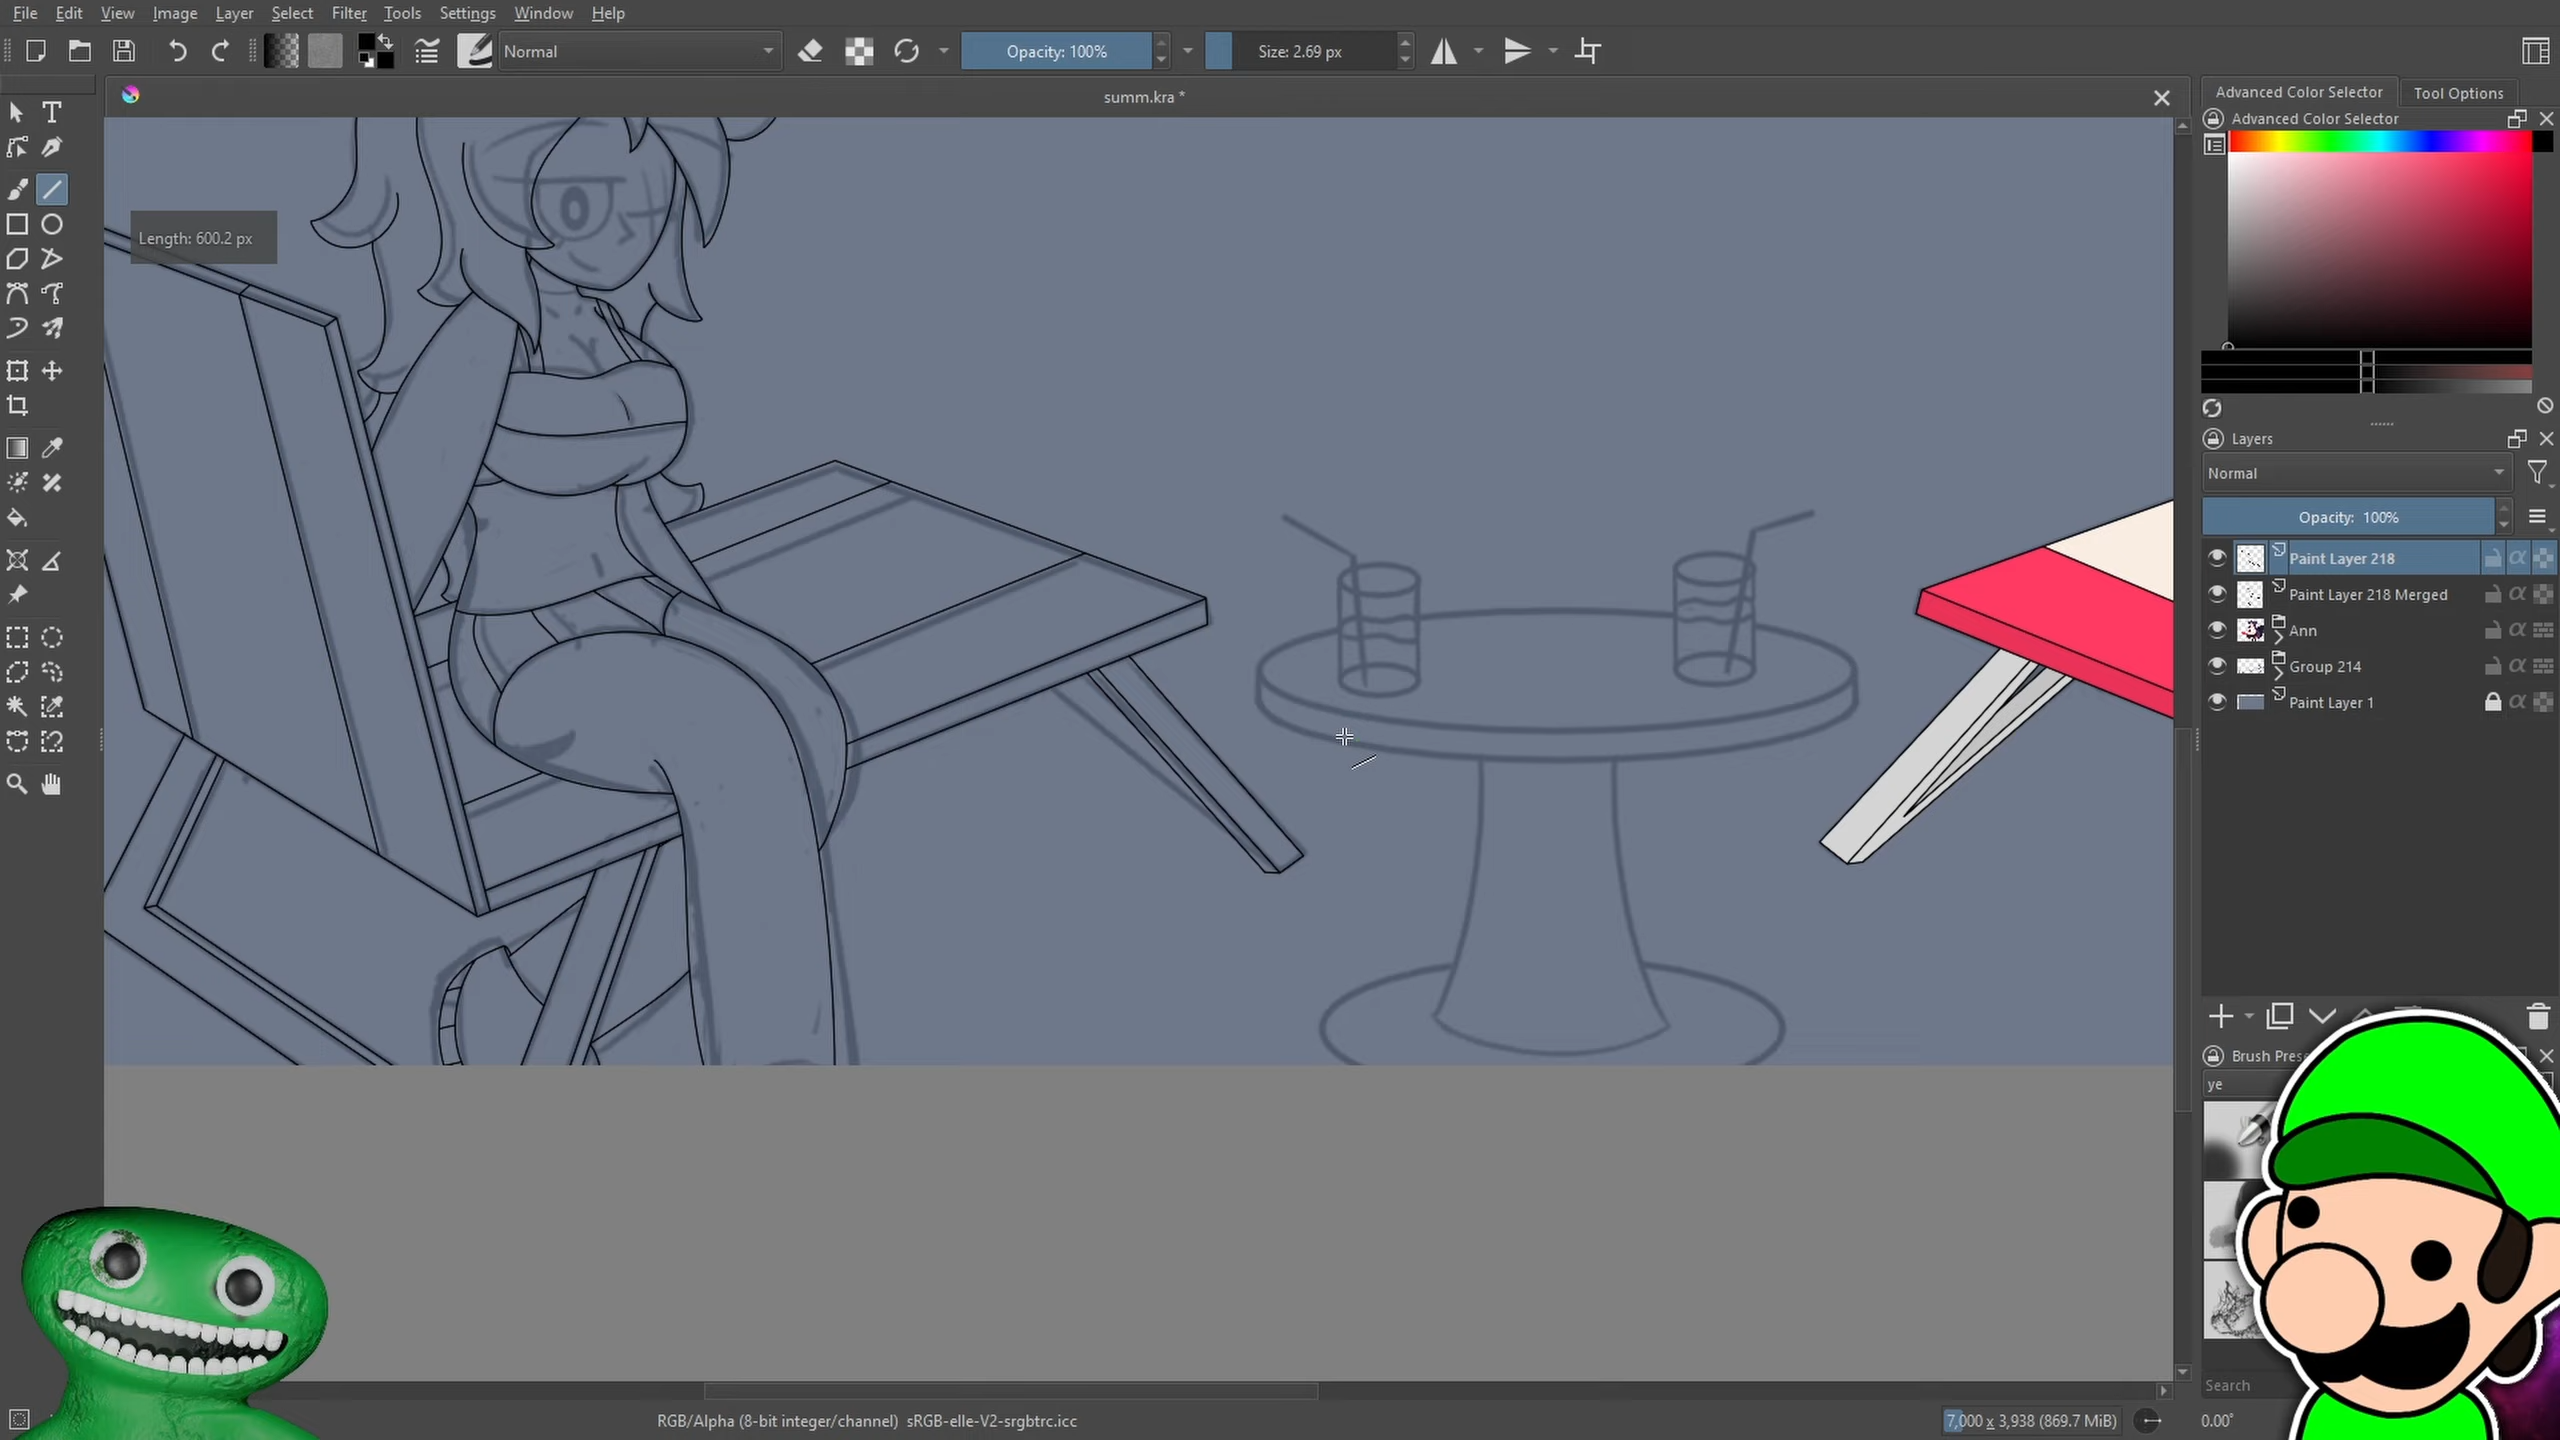 File Edit View Image Layer Select Filter Tools Settings Window Help
Normal
Opacity: 100%
Size: 2.69 px
summ.kra *
Advanced Color Selector
Tool Options
Advanced Color Selector
Length: 600.2 px
Layers
Normal
Opacity: 100%
Paint Layer 218
Paint Layer 218 Merged
Ann
Group 214
Paint Layer 1
Brush Pres
ye
Search
RGB/Alpha (8-bit integer/channel) sRGB-elle-V2-srgbtrc.icc
7,000 x 3,938 (869.7 MiB)
0.00°